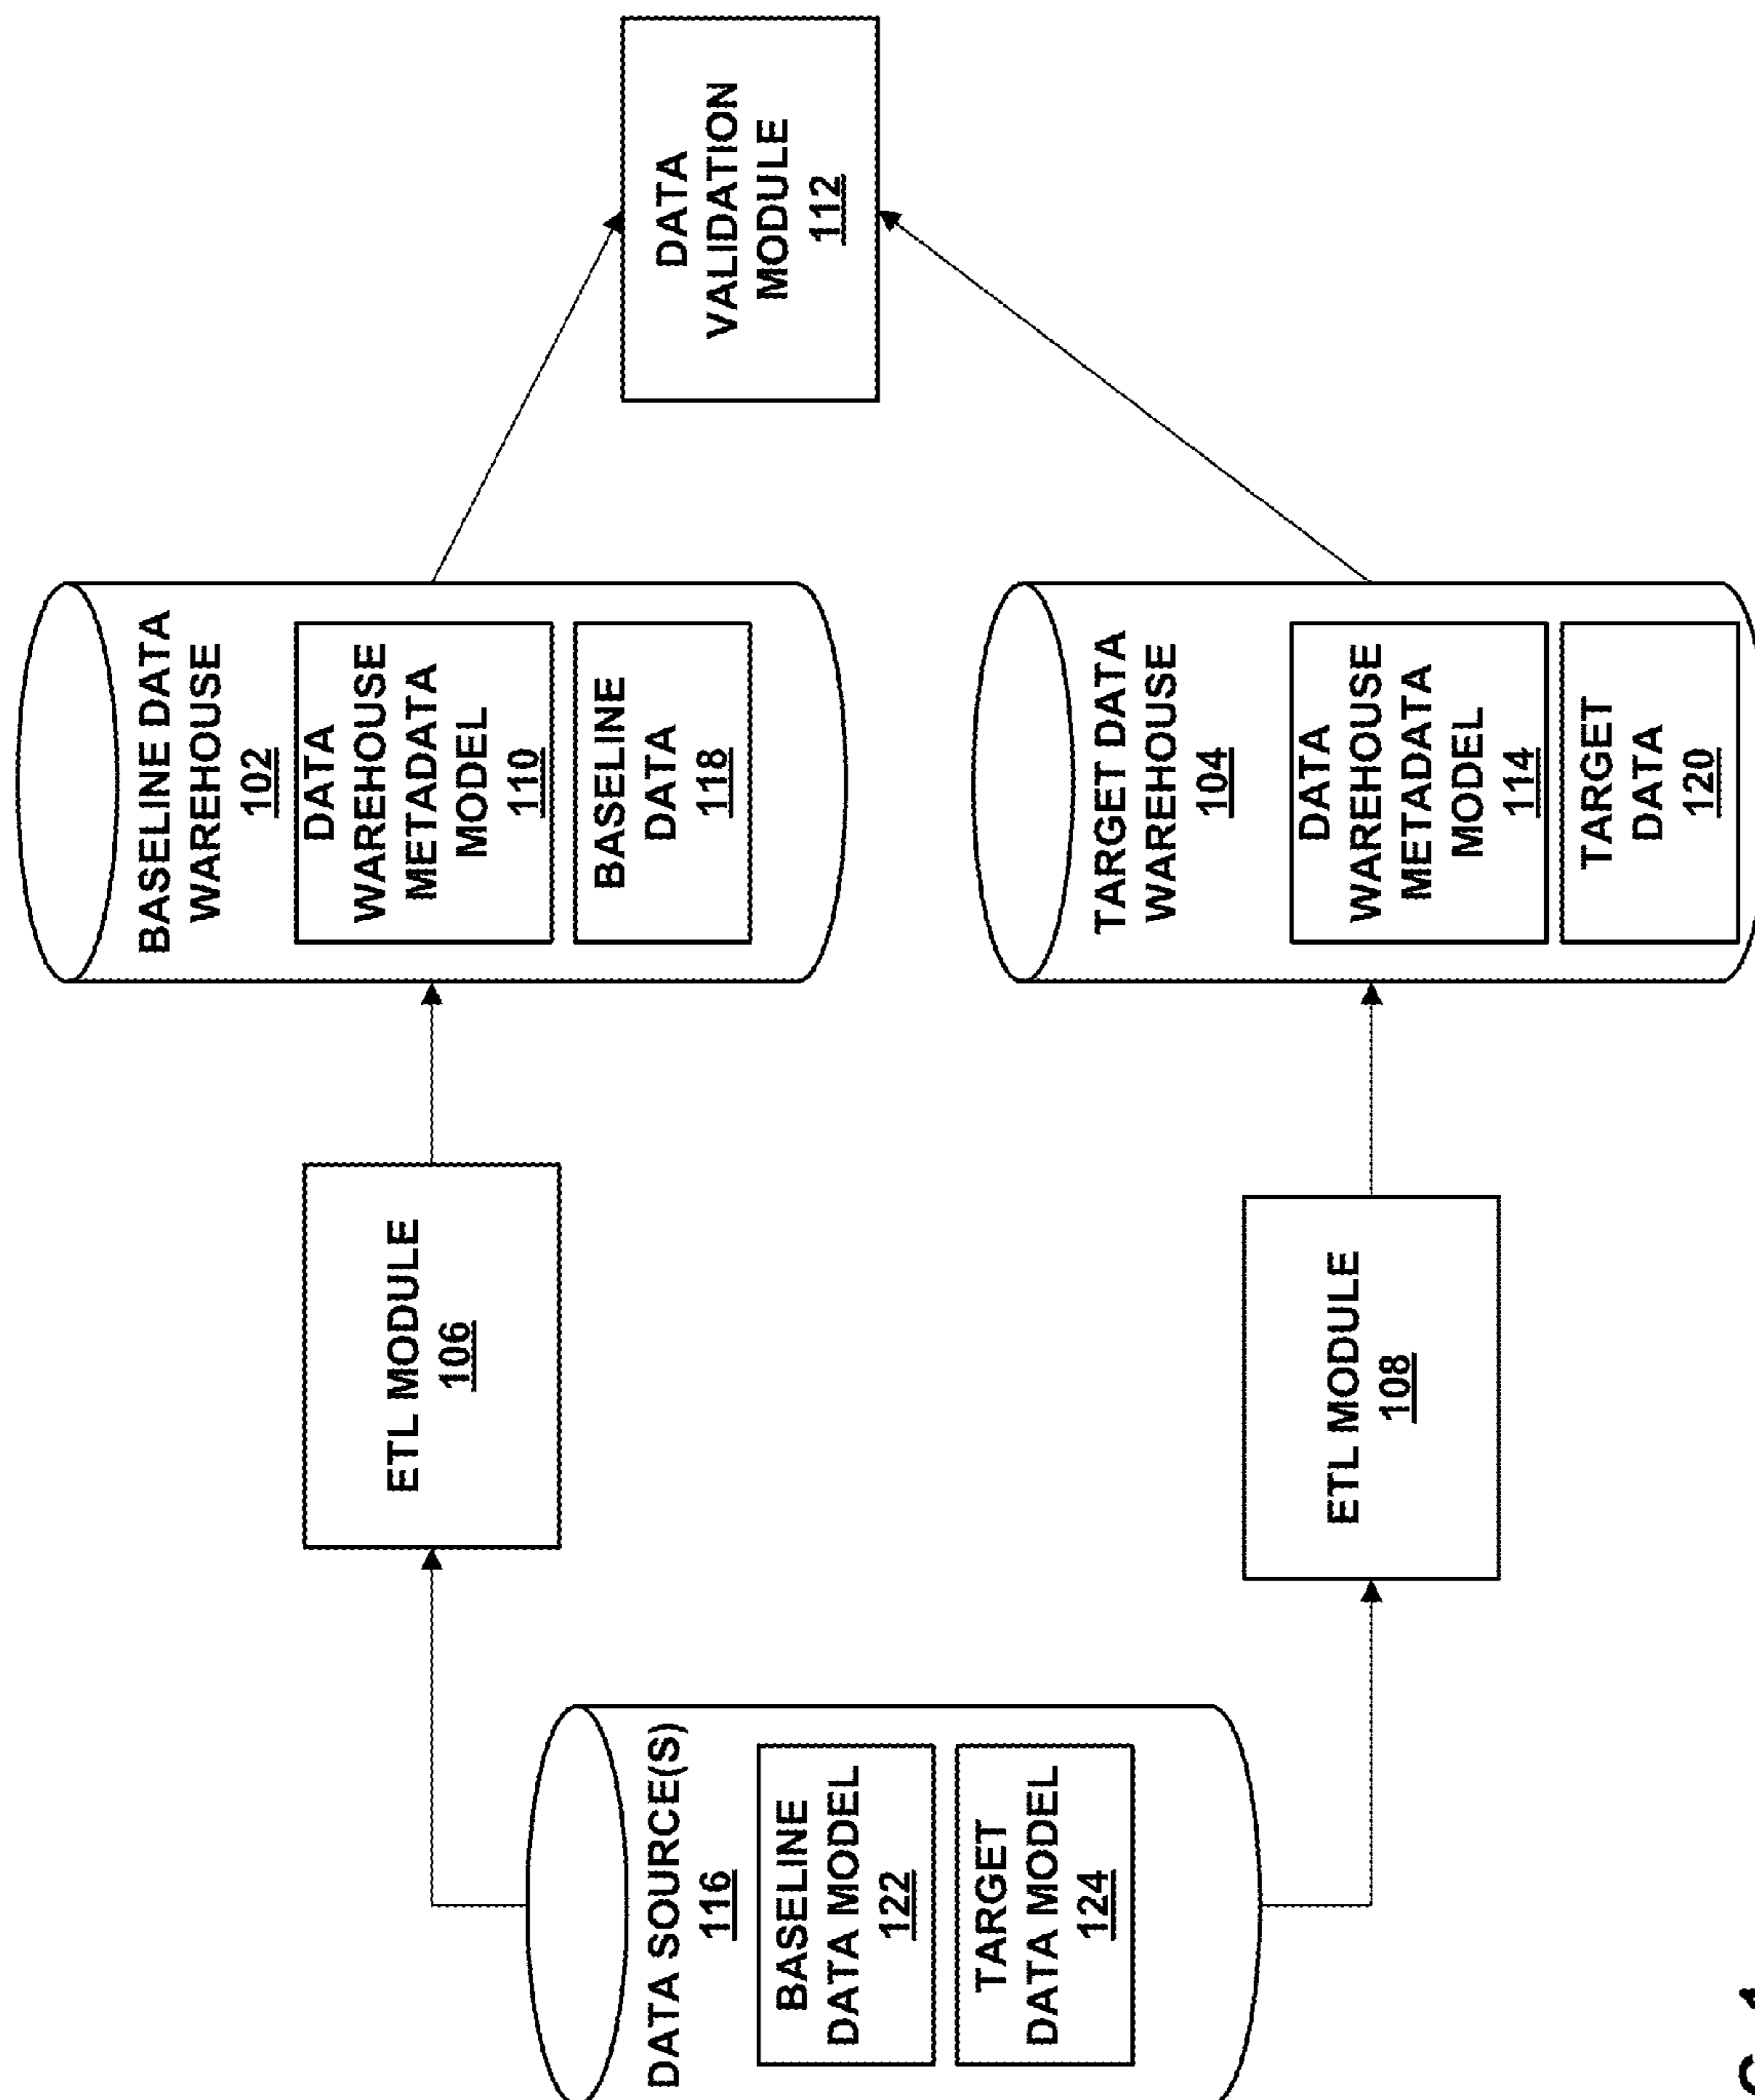 DATA SOURCE(S)
116
BASELINE
DATA MODEL
122
TARGET
DATA MODEL
124
ETL MODULE
106
ETL MODULE
108
BASELINE DATA
WAREHOUSE
102
DATA
WAREHOUSE
METADATA
MODEL
110
BASELINE
DATA
118
TARGET DATA
WAREHOUSE
104
DATA
WAREHOUSE
METADATA
MODEL
114
TARGET
DATA
120
DATA
VALIDATION
MODULE
112